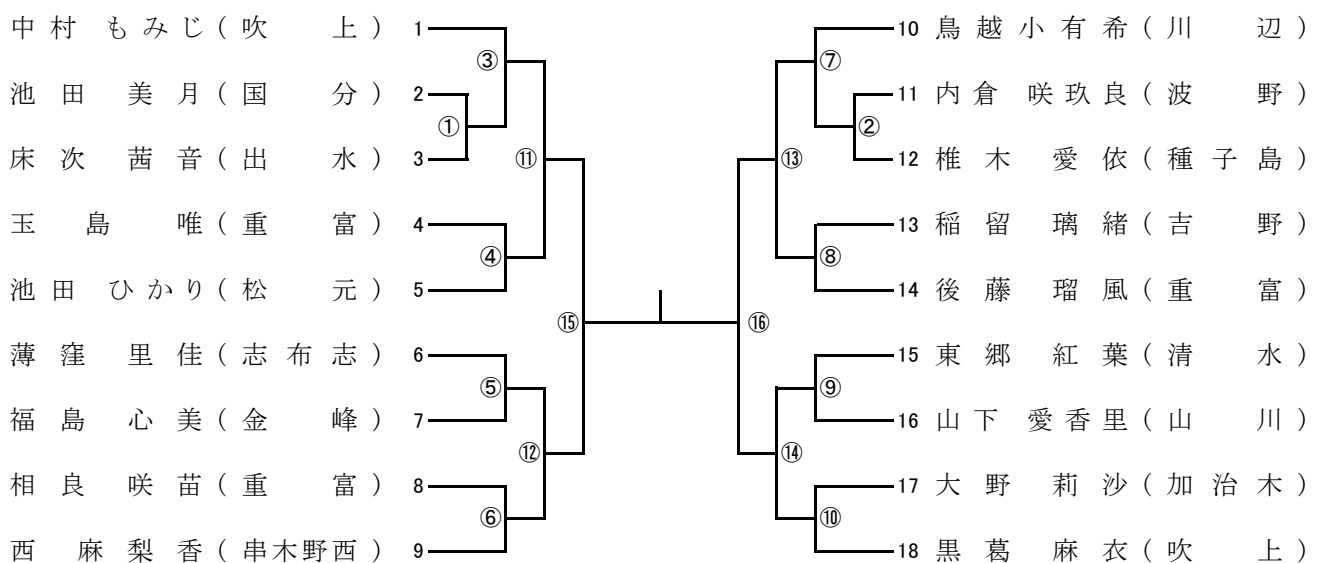 中村 もみじ(吹 上) 1
③
池田 美月(国 分) 2
①
床次 茜音(出 水) 3
⑪
玉島 唯(重 富) 4
④
池田 ひかり(松 元) 5
⑮
薄窪 里佳(志布志) 6
⑤
福島 心美(金 峰) 7
⑫
相良 咲苗(重 富) 8
⑥
西 麻梨香(串木野西) 9
10 鳥越小有希(川 辺)
⑦
11 内倉 咲玖良(波 野)
②
12 椎木 愛依(種子島)
⑬
13 稲留 璃緒(吉 野)
⑧
14 後藤 瑠風(重 富)
⑯
15 東郷 紅葉(清 水)
⑨
16 山下 愛香里(山 川)
⑭
17 大野 莉沙(加治木)
⑩
18 黒葛 麻衣(吹 上)